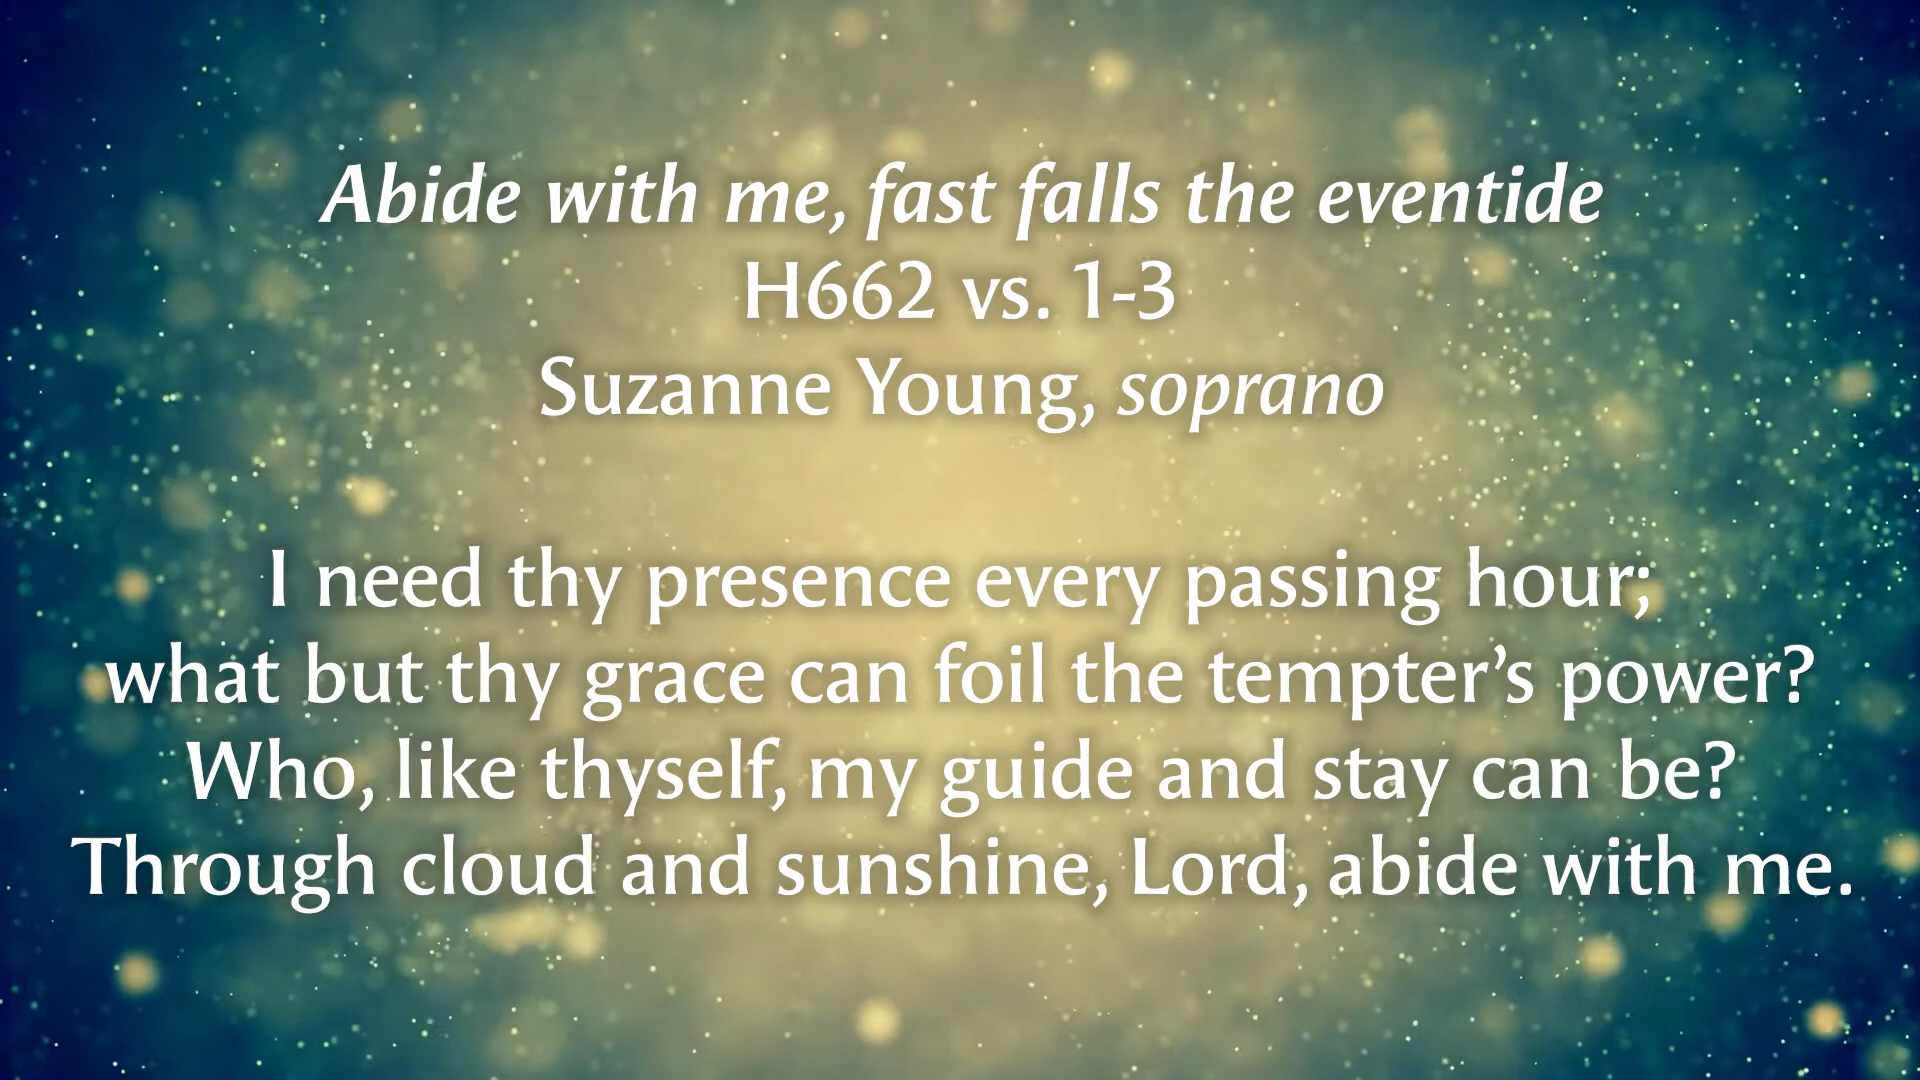 Abide with me, fast falls the eventide
H662 vs. 1-3
Suzanne Young, soprano
I need thy presence every passing hour;
what but thy grace can foil the tempter’s power?
Who, like thyself, my guide and stay can be?
Through cloud and sunshine, Lord, abide with me.